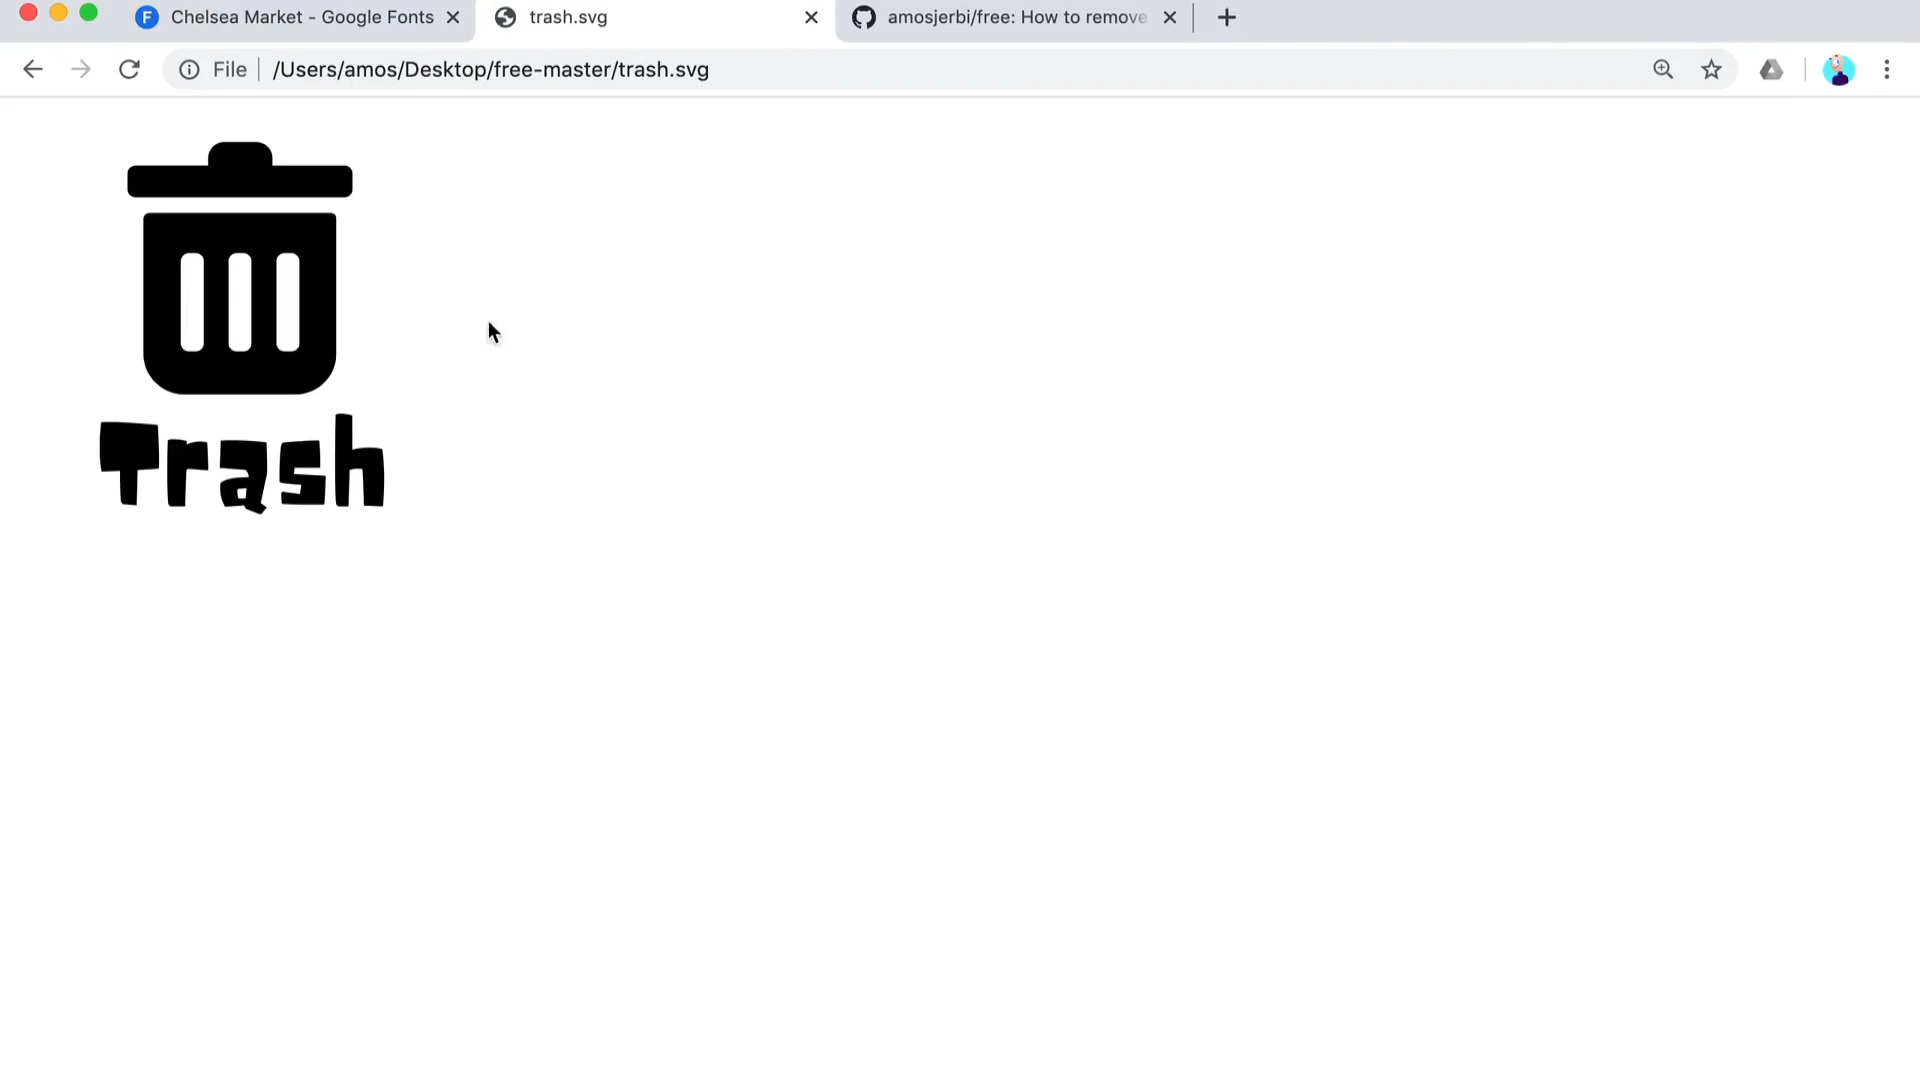 Chelsea Market - Google Fonts
trash.svg
amosjerbi/free: How to remove
File
/Users/amos/Desktop/free-master/trash.svg
Trash